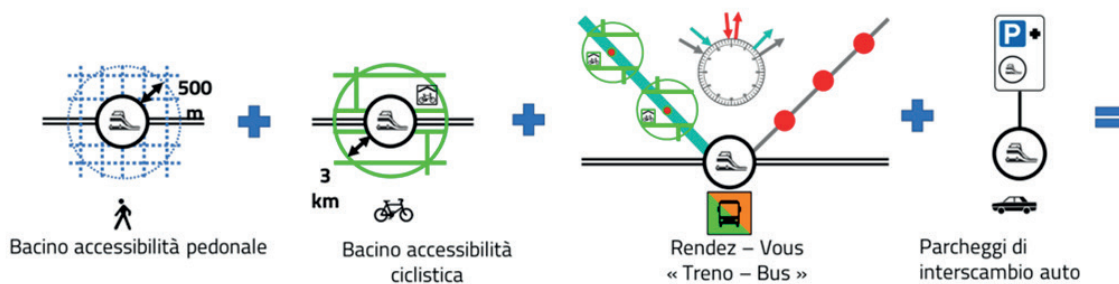 500
m
3
km
P
+
+
+
+
=
Bacino accessibilità pedonale
Bacino accessibilità
ciclistica
Rendez – Vous
« Treno – Bus »
Parcheggi di
interscambio auto